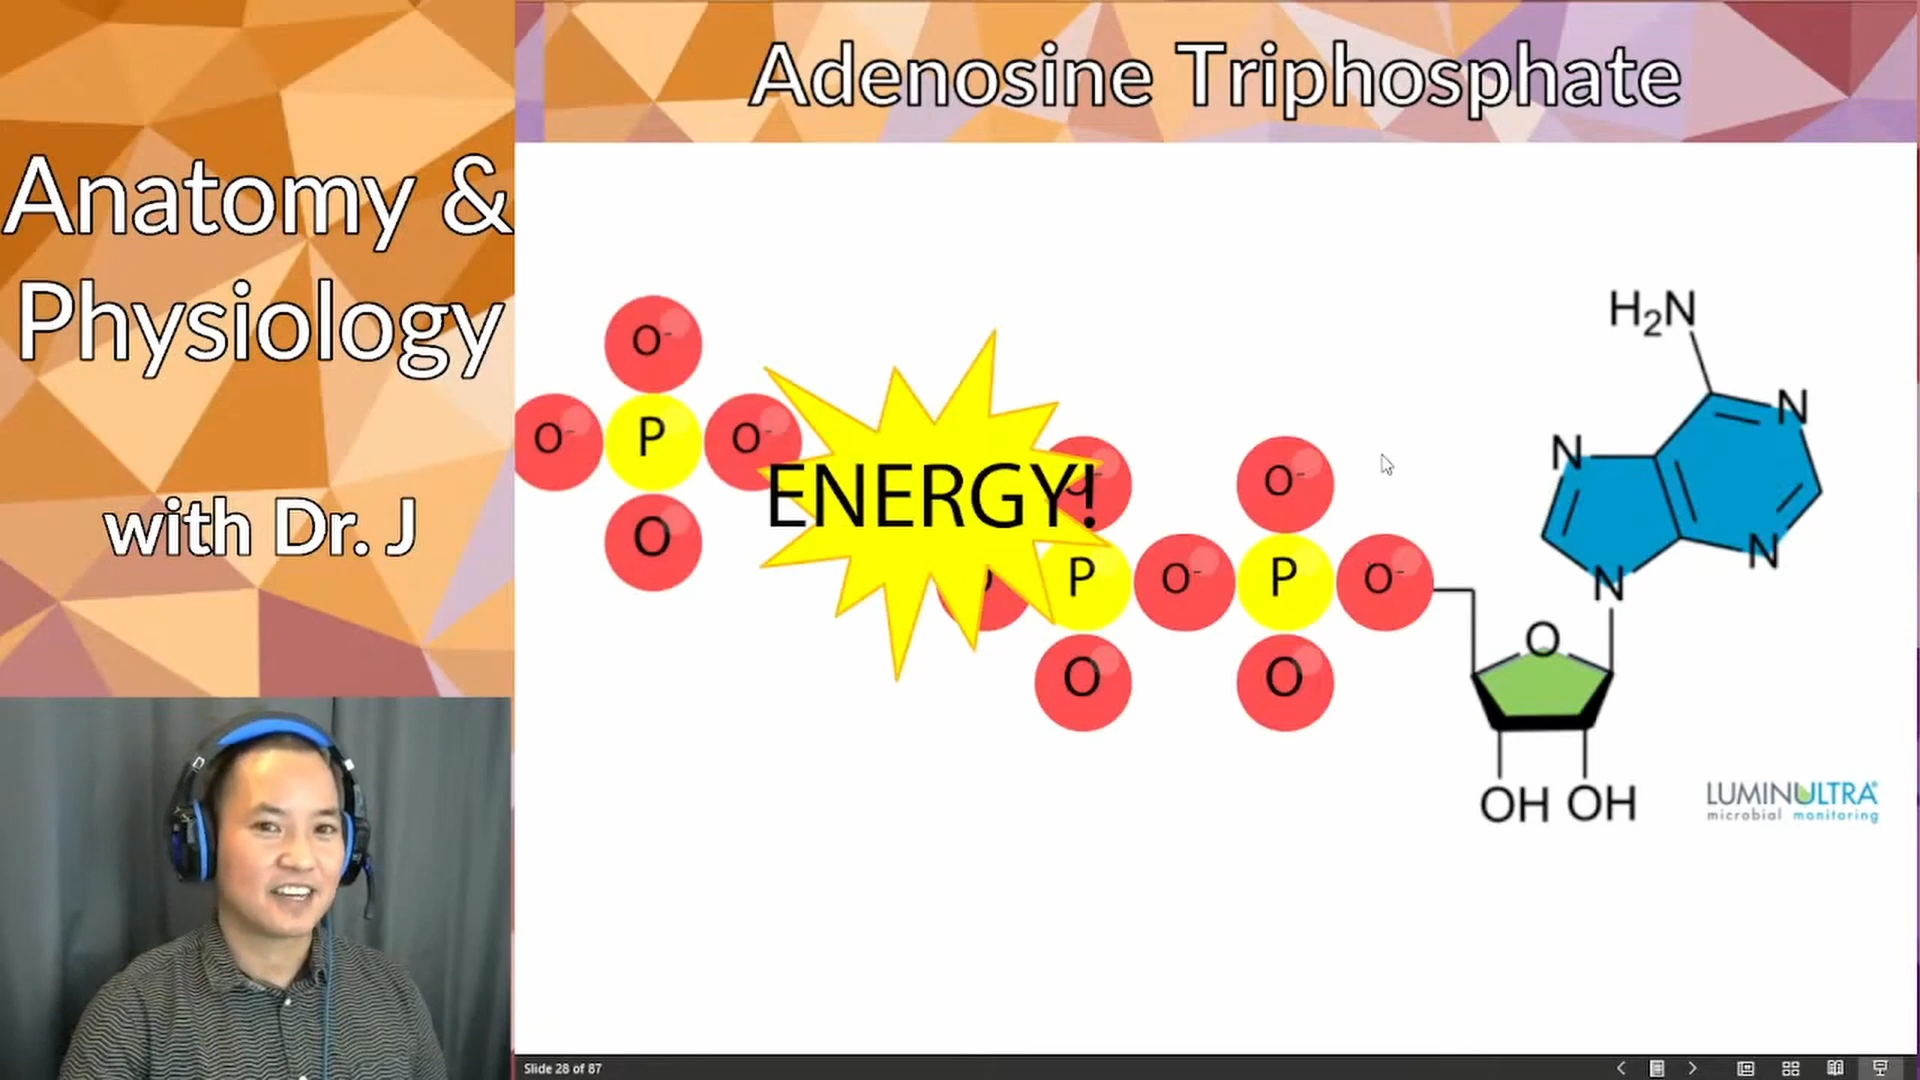 Adenosine Triphosphate
Anatomy &
Physiology
with Dr. J
H₂N
N
N
N
N
O
OH OH
O⁻
O⁻ P O⁻
O
ENERGY!
O⁻
P O⁻ P O⁻
O O
LUMINULTRA®
microbial monitoring
Slide 28 of 87